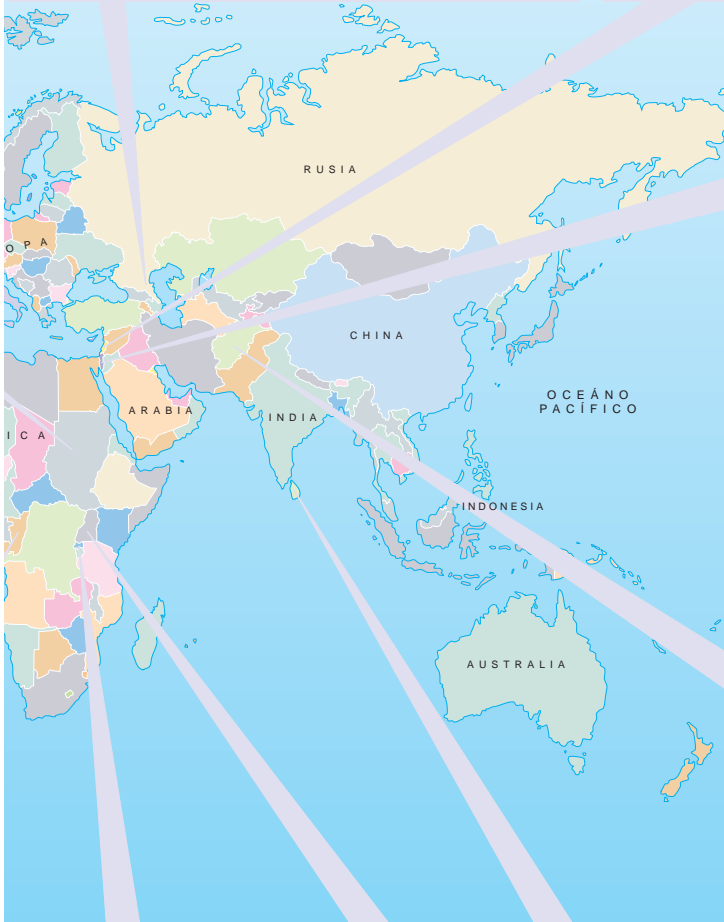 RUSIA
OPA
CHINA
OCEÁNO
PACÍFICO
ARABIA
INDIA
ICA
INDONESIA
AUSTRALIA